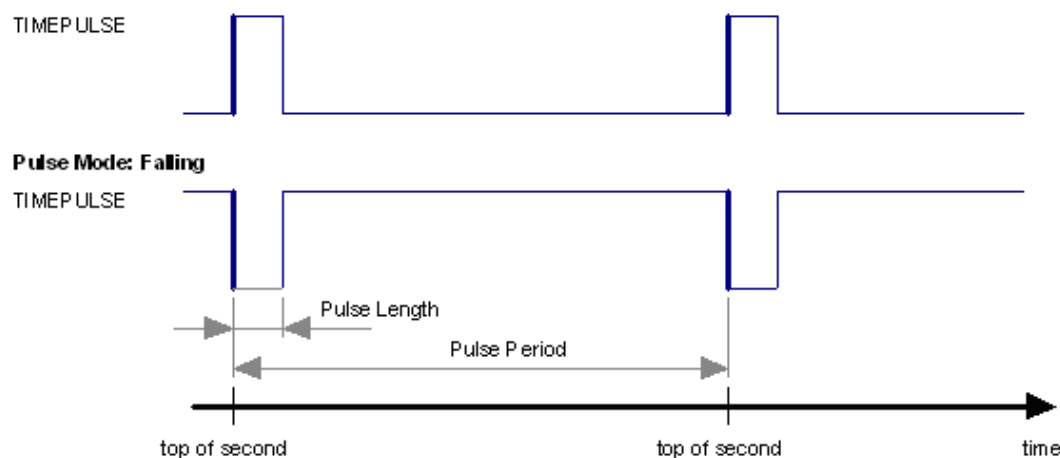 TIMEPULSE
Pulse Mode: Falling
TIMEPULSE
Pulse Length
Pulse Period
top of second
top of second
time